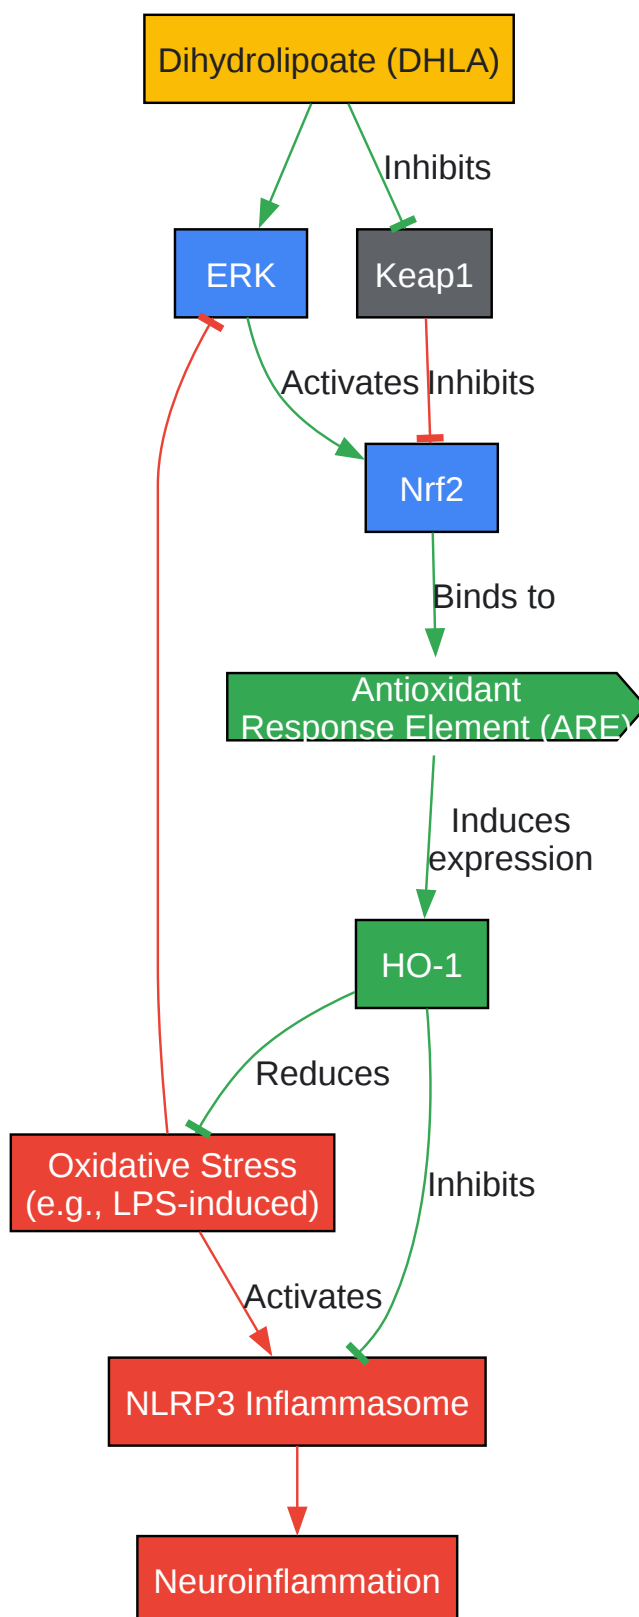 Dihydrolipoate (DHLA)
Inhibits
ERK
Keap1
Activates
Inhibits
Nrf2
Binds to
Antioxidant
Response Element (ARE)
Induces
expression
HO-1
Reduces
Oxidative Stress
(e.g., LPS-induced)
Inhibits
Activates
NLRP3 Inflammasome
Neuroinflammation